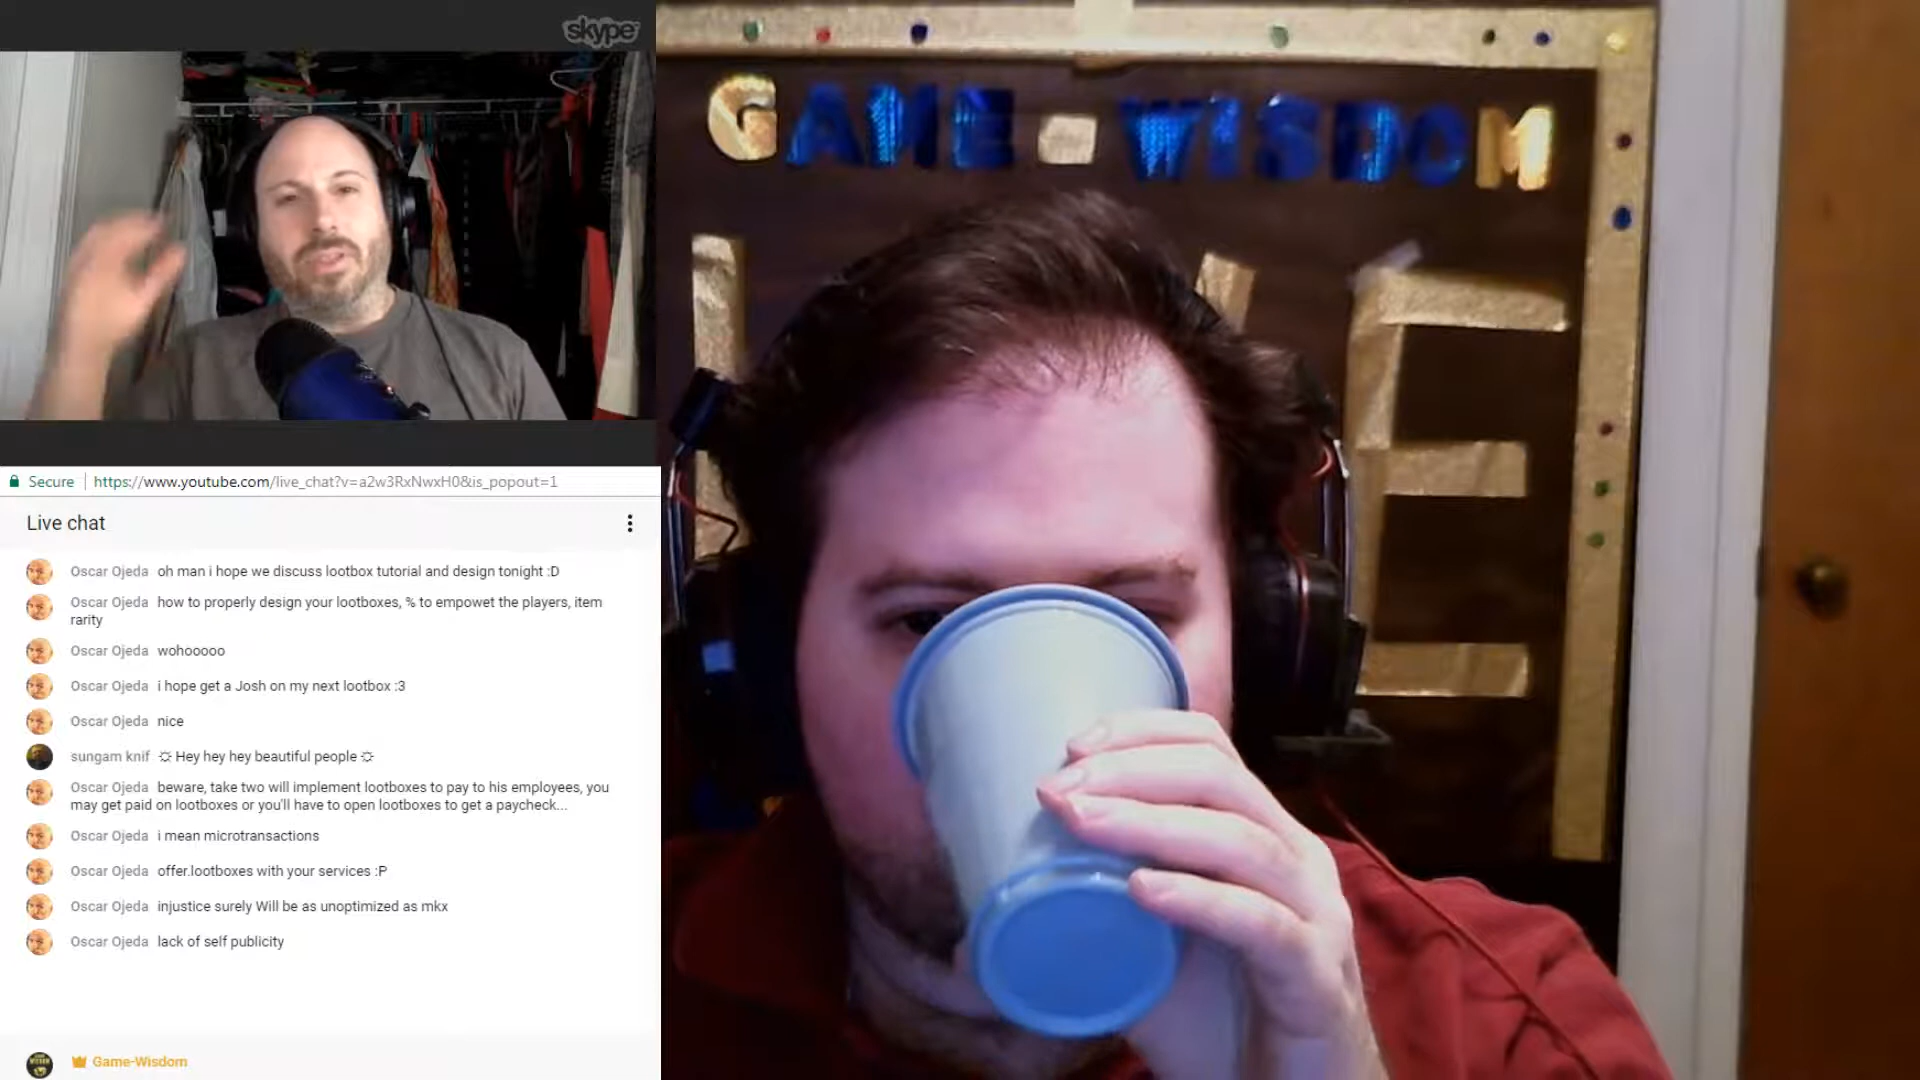 skype
GAME-WISDOM
LIVE
Secure https://www.youtube.com/live_chat?v=a2w3RxNwxH0&is_popout=1
Live chat
Oscar Ojeda oh man i hope we discuss lootbox tutorial and design tonight :D
Oscar Ojeda how to properly design your lootboxes, % to empowet the players, item
rarity
Oscar Ojeda wohooooo
Oscar Ojeda i hope get a Josh on my next lootbox :3
Oscar Ojeda nice
sungam knif ☼ Hey hey hey beautiful people ☼
Oscar Ojeda beware, take two will implement lootboxes to pay to his employees, you
may get paid on lootboxes or you'll have to open lootboxes to get a paycheck...
Oscar Ojeda i mean microtransactions
Oscar Ojeda offer.lootboxes with your services :P
Oscar Ojeda injustice surely Will be as unoptimized as mkx
Oscar Ojeda lack of self publicity
Game-Wisdom